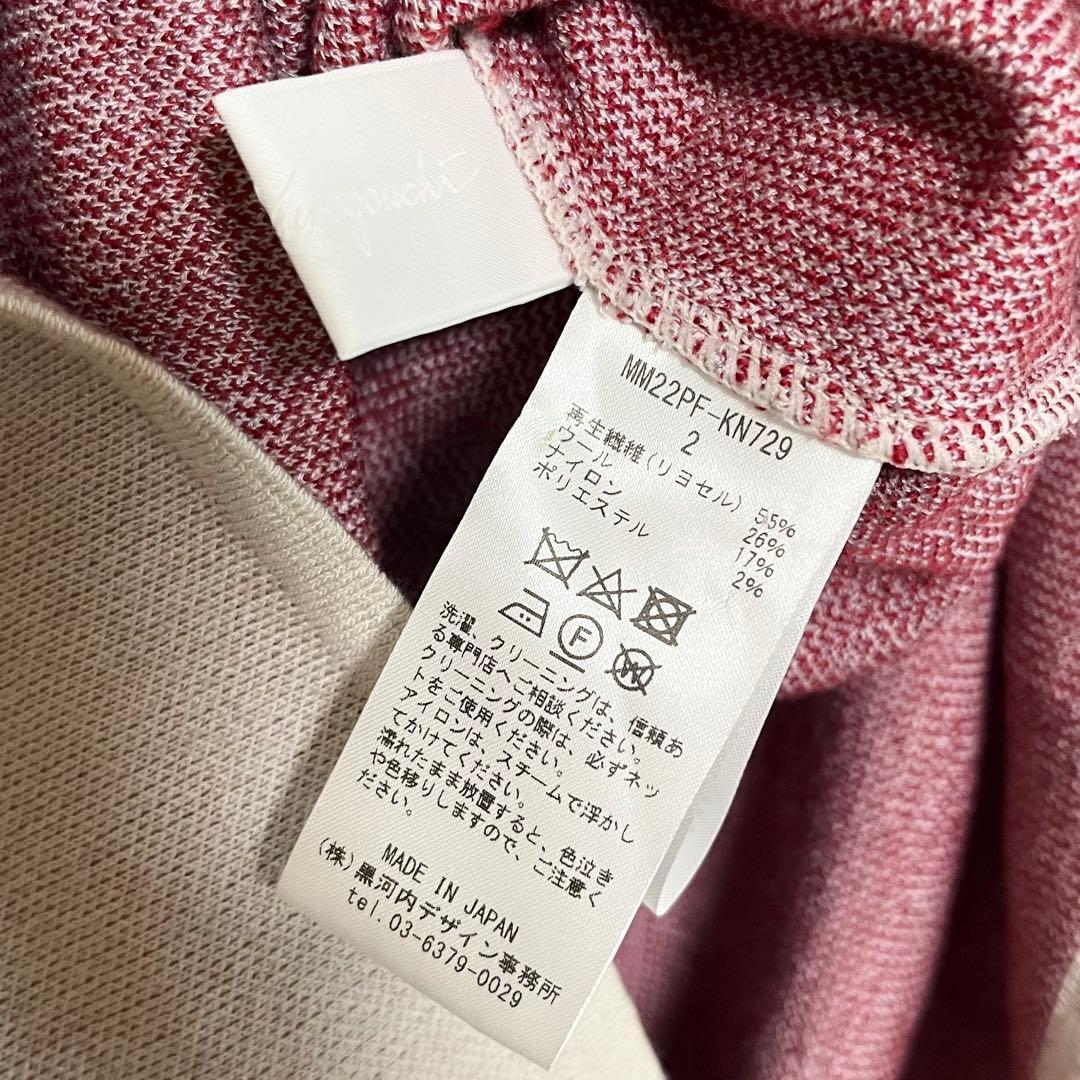 MM22PF-KN729
2
再生繊維(リヨセル) 55%
ウール 26%
ナイロン 17%
ポリエステル 2%
F
W
洗濯、クリーニングは、信頼あ
る専門店へご相談ください。
クリーニングの際は、必ずネッ
トをご使用ください。
アイロンは、スチームで浮かし
てかけてください。
濡れたまま放置すると、色泣き
や色移りしますので、ご注意く
ださい。
MADE IN JAPAN
(株)黒河内デザイン事務所
tel.03-6379-0029